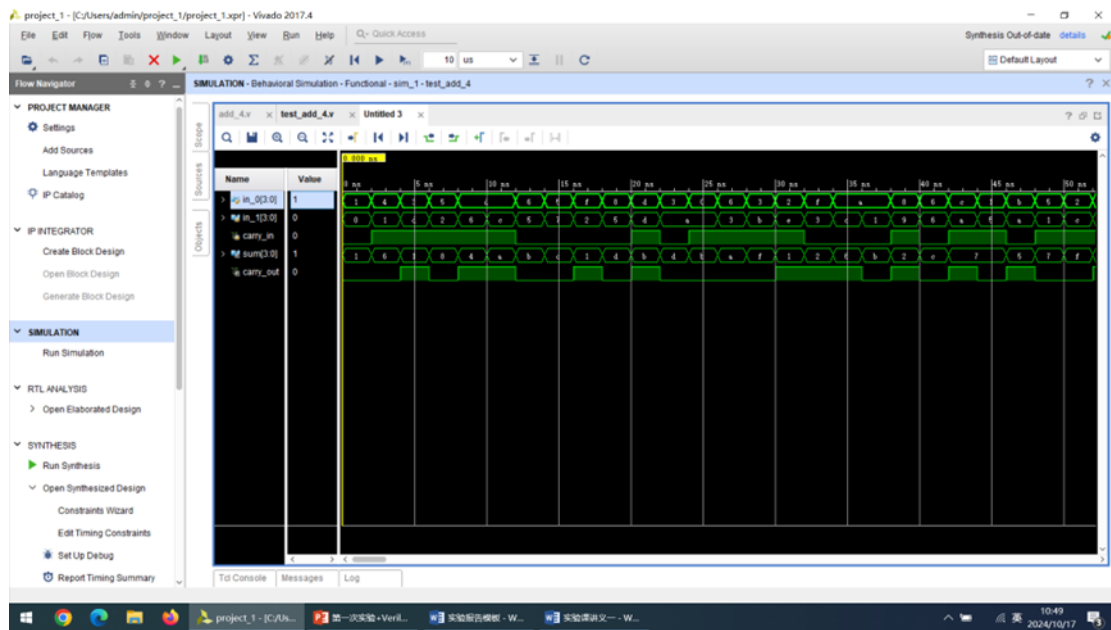 project_1 - [C:/Users/admin/project_1/project_1.xpr] - Vivado 2017.4
File Edit Flow Tools Window Layout View Run Help Q- Quick Access Synthesis Out-of-date details
10 us Default Layout
Flow Navigator
SIMULATION - Behavioral Simulation - Functional - sim_1 - test_add_4
PROJECT MANAGER
Settings
Add Sources
Language Templates
IP Catalog
IP INTEGRATOR
Create Block Design
Open Block Design
Generate Block Design
SIMULATION
Run Simulation
RTL ANALYSIS
Open Elaborated Design
SYNTHESIS
Run Synthesis
Open Synthesized Design
Constraints Wizard
Edit Timing Constraints
Set Up Debug
Report Timing Summary
Scope
Sources
Objects
add_4.v test_add_4.v Untitled 3
0.000 ns
Name Value 0 ns 5 ns 10 ns 15 ns 20 ns 25 ns 30 ns 35 ns 40 ns 45 ns 50 ns
in_0[3:0] 1
in_1[3:0] 0
carry_in 0
sum[3:0] 1
carry_out 0
Tcl Console Messages Log
project_1 - [C:/Us... 第一次实验+Veril... 实验报告模板 - W... 实验课讲义一 - W...
英 10:49
2024/10/17